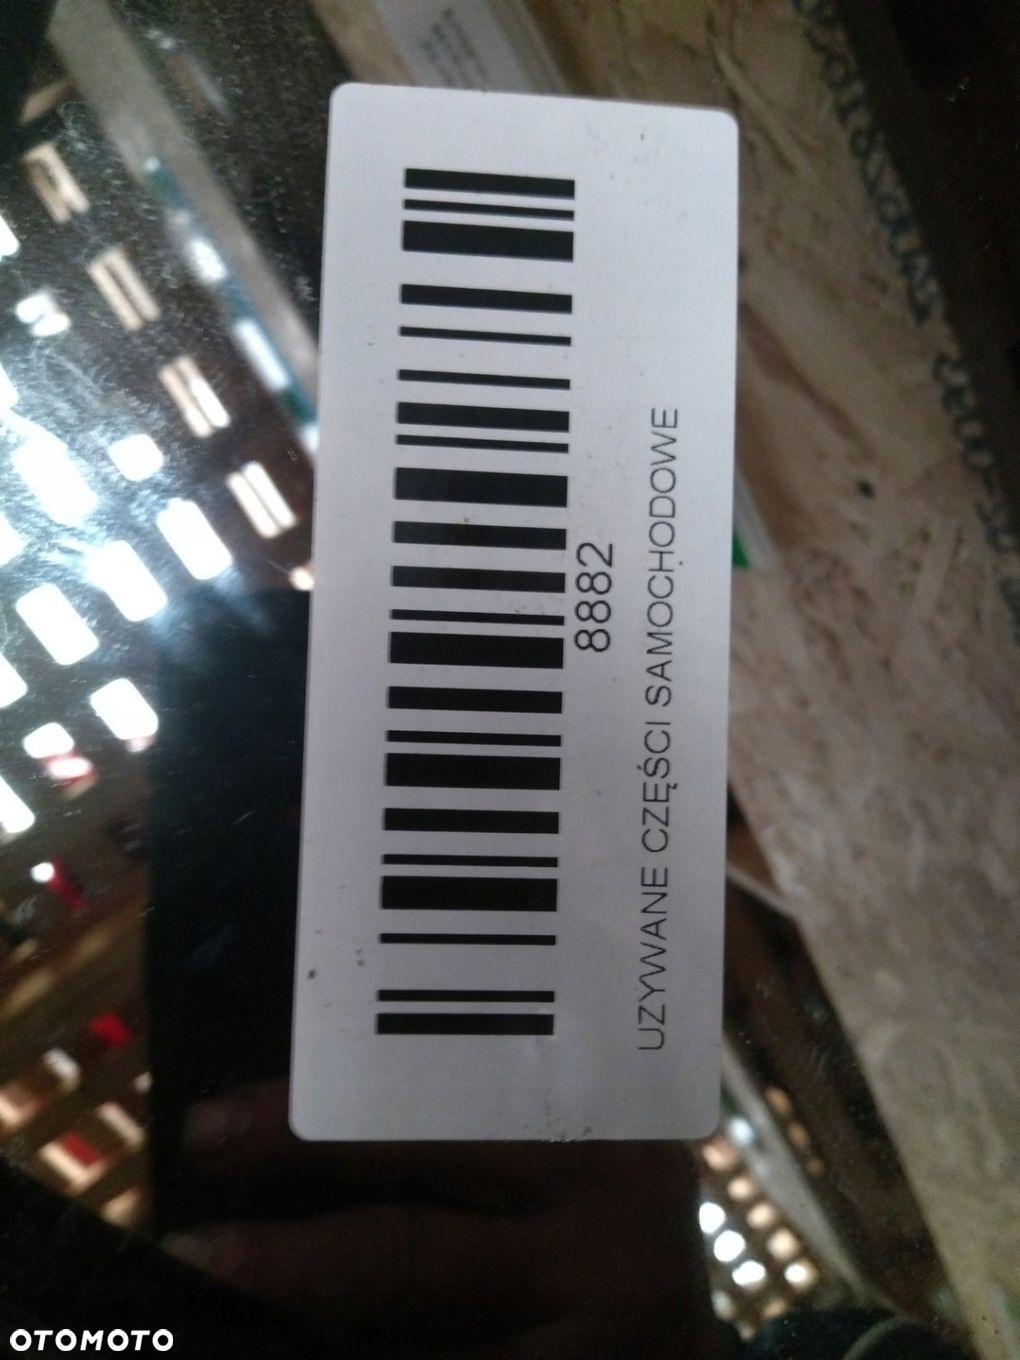 8882
UZYWANE CZĘŚCI SAMOCHODOWE
OTOMOTO